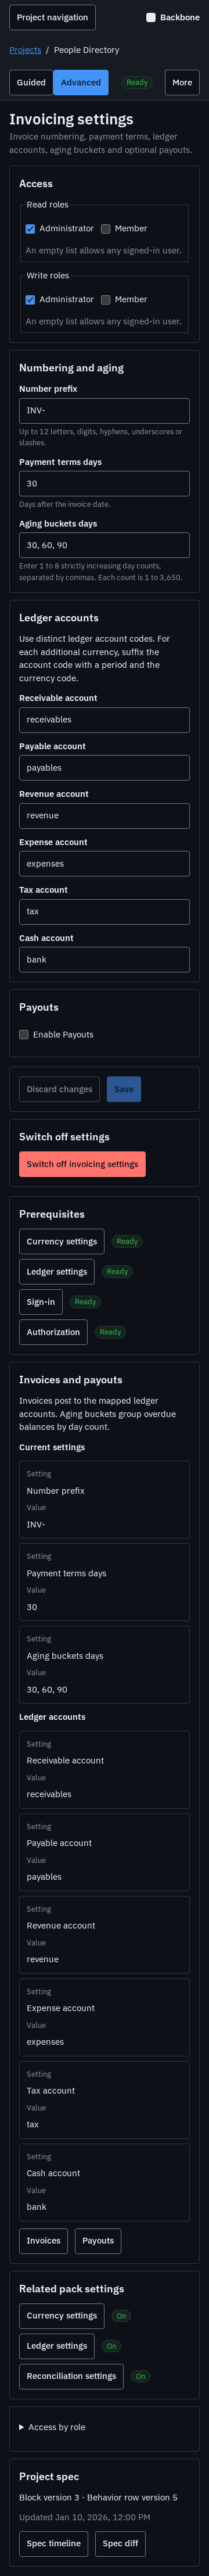 Project navigation
Backbone
Projects / People Directory
Guided
Advanced
Ready
More
Invoicing settings
Invoice numbering, payment terms, ledger
accounts, aging buckets and optional payouts.
Access
Read roles
Administrator
Member
An empty list allows any signed-in user.
Write roles
Administrator
Member
An empty list allows any signed-in user.
Numbering and aging
Number prefix
INV-
Up to 12 letters, digits, hyphens, underscores or
slashes.
Payment terms days
30
Days after the invoice date.
Aging buckets days
30, 60, 90
Enter 1 to 8 strictly increasing day counts,
separated by commas. Each count is 1 to 3,650.
Ledger accounts
Use distinct ledger account codes. For
each additional currency, suffix the
account code with a period and the
currency code.
Receivable account
receivables
Payable account
payables
Revenue account
revenue
Expense account
expenses
Tax account
tax
Cash account
bank
Payouts
Enable Payouts
Discard changes
Save
Switch off settings
Switch off invoicing settings
Prerequisites
Currency settings
Ready
Ledger settings
Ready
Sign-in
Ready
Authorization
Ready
Invoices and payouts
Invoices post to the mapped ledger
accounts. Aging buckets group overdue
balances by day count.
Current settings
Setting
Number prefix
Value
INV-
Setting
Payment terms days
Value
30
Setting
Aging buckets days
Value
30, 60, 90
Ledger accounts
Setting
Receivable account
Value
receivables
Setting
Payable account
Value
payables
Setting
Revenue account
Value
revenue
Setting
Expense account
Value
expenses
Setting
Tax account
Value
tax
Setting
Cash account
Value
bank
Invoices
Payouts
Related pack settings
Currency settings
On
Ledger settings
On
Reconciliation settings
On
Access by role
Project spec
Block version 3 · Behavior row version 5
Updated Jan 10, 2026, 12:00 PM
Spec timeline
Spec diff